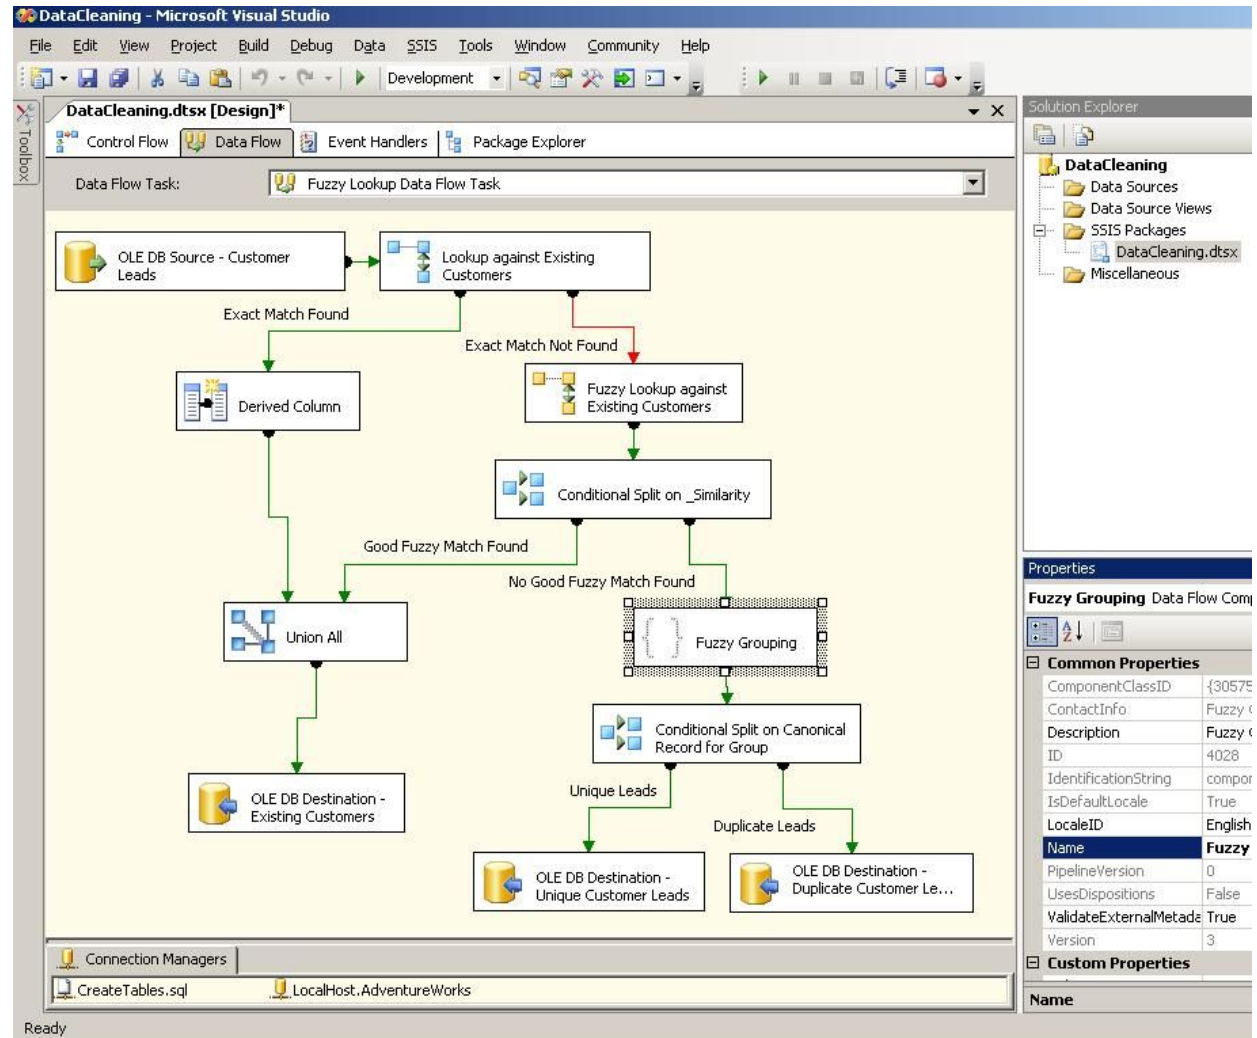 DataCleaning - Microsoft Visual Studio
File Edit View Project Build Debug Data SSIS Tools Window Community Help
Development
Toolbox
DataCleaning.dtsx [Design]*
Control Flow Data Flow Event Handlers Package Explorer
Data Flow Task: Fuzzy Lookup Data Flow Task
OLE DB Source - Customer
Leads
Lookup against Existing
Customers
Exact Match Found
Exact Match Not Found
Derived Column
Fuzzy Lookup against
Existing Customers
Conditional Split on _Similarity
Good Fuzzy Match Found
No Good Fuzzy Match Found
Union All
Fuzzy Grouping
Conditional Split on Canonical
Record for Group
OLE DB Destination -
Existing Customers
Unique Leads
Duplicate Leads
OLE DB Destination -
Unique Customer Leads
OLE DB Destination -
Duplicate Customer Le...
Connection Managers
CreateTables.sql LocalHost.AdventureWorks
Ready
Solution Explorer
DataCleaning
Data Sources
Data Source Views
SSIS Packages
DataCleaning.dtsx
Miscellaneous
Properties
Fuzzy Grouping Data Flow Com
Common Properties
ComponentClassID {30575
ContactInfo Fuzzy
Description Fuzzy
ID 4028
IdentificationString compor
IsDefaultLocale True
LocaleID English
Name Fuzzy
PipelineVersion 0
UsesDispositions False
ValidateExternalMetada True
Version 3
Custom Properties
Name